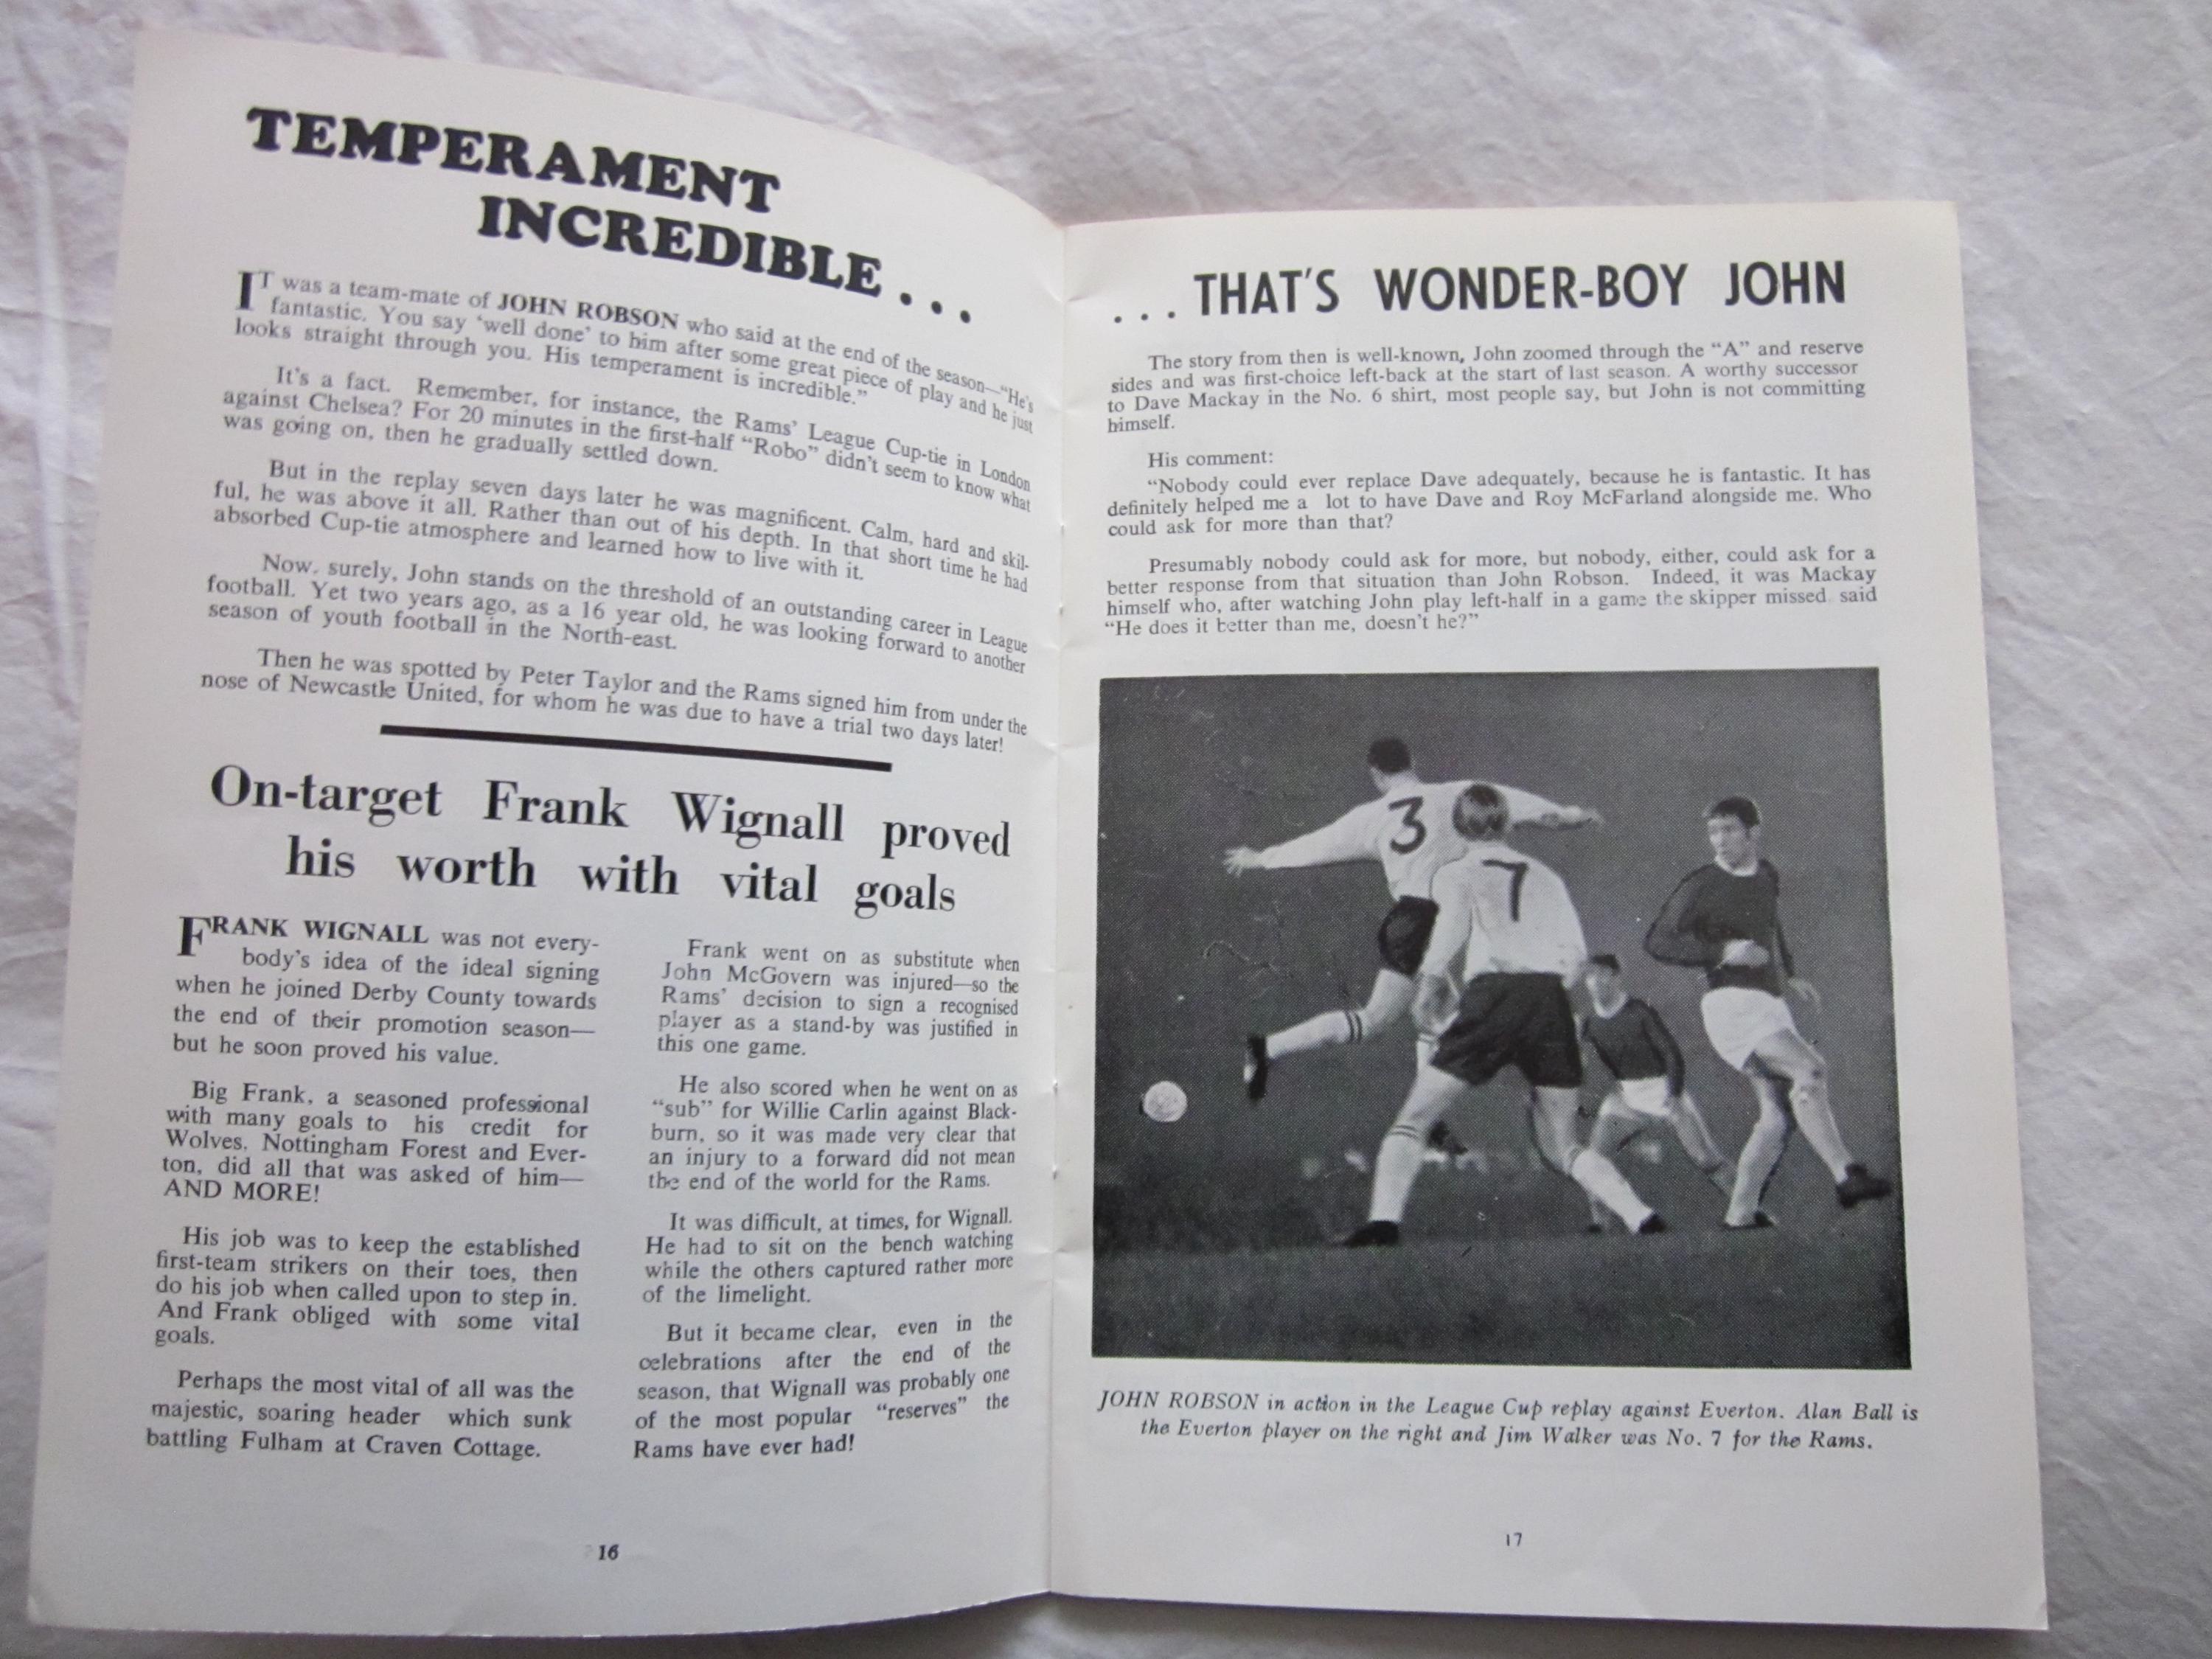 TEMPERAMENT
INCREDIBLE . . .
IT was a team-mate of JOHN ROBSON who said at the end of the season—“He's
fantastic. You say ‘well done’ to him after some great piece of play and he just
looks straight through you. His temperament is incredible.”
It's a fact. Remember, for instance, the Rams' League Cup-tie in London
against Chelsea? For 20 minutes in the first-half “Robo” didn't seem to know what
was going on, then he gradually settled down.
But in the replay seven days later he was magnificent. Calm, hard and skil-
ful, he was above it all. Rather than out of his depth. In that short time he had
absorbed Cup-tie atmosphere and learned how to live with it.
Now, surely, John stands on the threshold of an outstanding career in League
football. Yet two years ago, as a 16 year old, he was looking forward to another
season of youth football in the North-east.
Then he was spotted by Peter Taylor and the Rams signed him from under the
nose of Newcastle United, for whom he was due to have a trial two days later!
On-target Frank Wignall proved
his worth with vital goals
FRANK WIGNALL was not every-
body's idea of the ideal signing
when he joined Derby County towards
the end of their promotion season—
but he soon proved his value.
Big Frank, a seasoned professional
with many goals to his credit for
Wolves, Nottingham Forest and Ever-
ton, did all that was asked of him—
AND MORE!
His job was to keep the established
first-team strikers on their toes, then
do his job when called upon to step in.
And Frank obliged with some vital
goals.
Perhaps the most vital of all was the
majestic, soaring header which sunk
battling Fulham at Craven Cottage.
Frank went on as substitute when
John McGovern was injured—so the
Rams' decision to sign a recognised
player as a stand-by was justified in
this one game.
He also scored when he went on as
“sub” for Willie Carlin against Black-
burn, so it was made very clear that
an injury to a forward did not mean
the end of the world for the Rams.
It was difficult, at times, for Wignall.
He had to sit on the bench watching
while the others captured rather more
of the limelight.
But it became clear, even in the
celebrations after the end of the
season, that Wignall was probably one
of the most popular “reserves” the
Rams have ever had!
16
. . . THAT'S WONDER-BOY JOHN
The story from then is well-known, John zoomed through the “A” and reserve
sides and was first-choice left-back at the start of last season. A worthy successor
to Dave Mackay in the No. 6 shirt, most people say, but John is not committing
himself.
His comment:
“Nobody could ever replace Dave adequately, because he is fantastic. It has
definitely helped me a lot to have Dave and Roy McFarland alongside me. Who
could ask for more than that?
Presumably nobody could ask for more, but nobody, either, could ask for a
better response from that situation than John Robson. Indeed, it was Mackay
himself who, after watching John play left-half in a game the skipper missed said
“He does it better than me, doesn't he?”
3
7
JOHN ROBSON in action in the League Cup replay against Everton. Alan Ball is
the Everton player on the right and Jim Walker was No. 7 for the Rams.
17